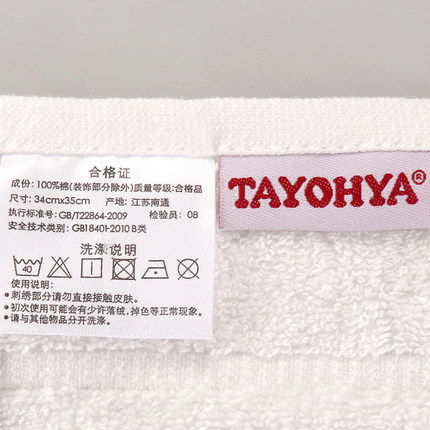 合格证
成份: 100%棉(装饰部分除外)质量等级:合格品
尺寸: 34cmx35cm 产地: 江苏南通
执行标准号: GB/T22864-2009 检验员: 08
安全技术类别: GB18401-2010 B类
洗涤说明
40
使用说明:
•刺绣部分请勿直接接触皮肤。
•初次使用可能会有少许落绒，掉色等正常现象。
•请与其他物品分开洗涤。
TAYOHYA®